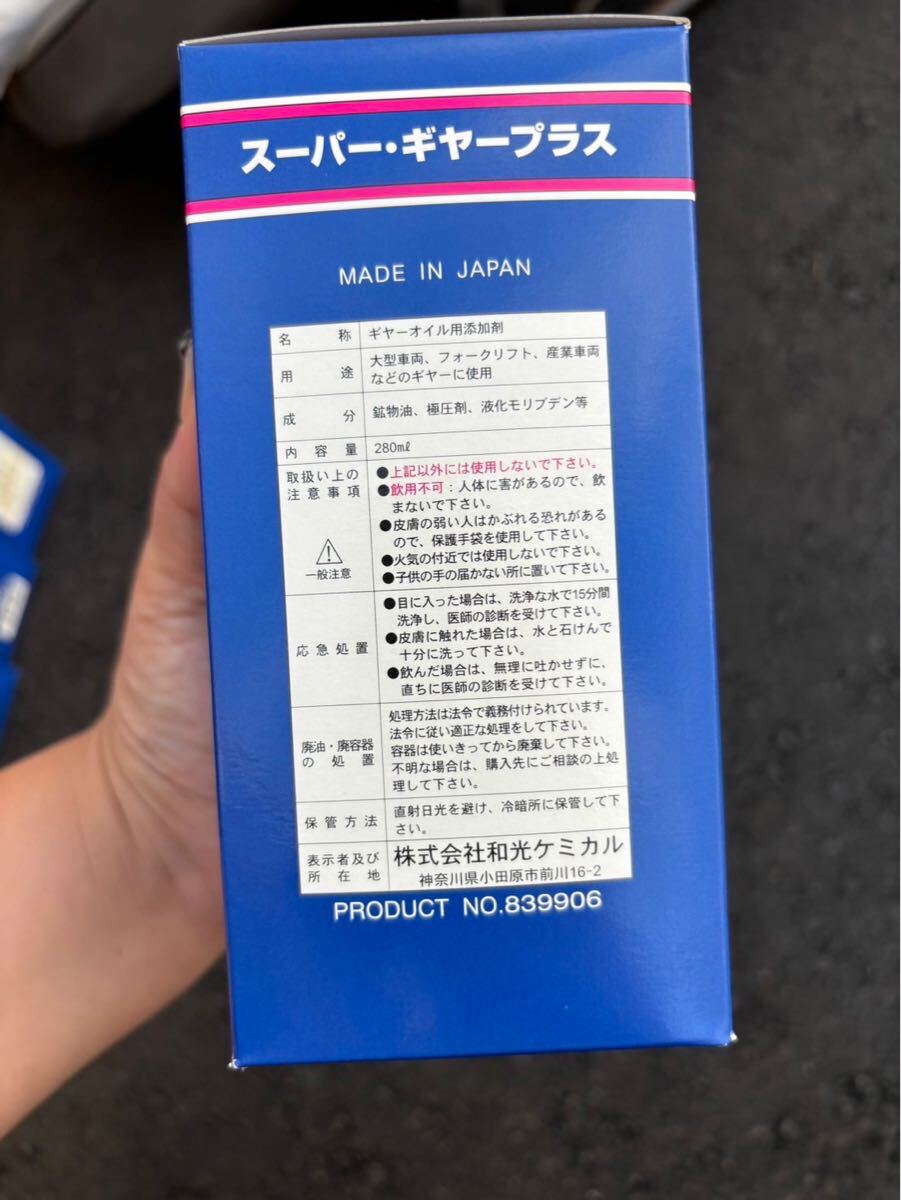 スーパー・ギヤープラス
MADE IN JAPAN
名称 ギヤーオイル用添加剤
用途 大型車両、フォークリフト、産業車両
などのギヤーに使用
成分 鉱物油、極圧剤、液化モリブデン等
内容量 280mℓ
取扱い上の
注意事項
一般注意
●上記以外には使用しないで下さい。
●飲用不可：人体に害があるので、飲
まないで下さい。
●皮膚の弱い人はかぶれる恐れがある
ので、保護手袋を使用して下さい。
●火気の付近では使用しないで下さい。
●子供の手の届かない所に置いて下さい。
応急処置
●目に入った場合は、洗浄な水で15分間
洗浄し、医師の診断を受けて下さい。
●皮膚に触れた場合は、水と石けんで
十分に洗って下さい。
●飲んだ場合は、無理に吐かせずに、
直ちに医師の診断を受けて下さい。
廃油・廃容器
の処置
処理方法は法令で義務付けられています。
法令に従い適正な処理をして下さい。
容器は使いきってから廃棄して下さい。
不明な場合は、購入先にご相談の上処
理して下さい。
保管方法 直射日光を避け、冷暗所に保管して下
さい。
表示者及び
所在地
株式会社和光ケミカル
神奈川県小田原市前川16-2
PRODUCT NO.839906